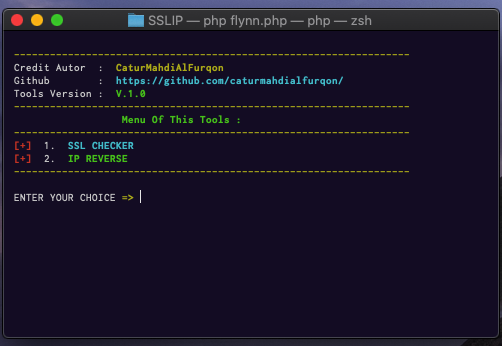 SSLIP — php flynn.php — php — zsh
------------------------------------------------------------------
Credit Autor  :  CaturMahdiAlFurqon
Github        :  https://github.com/caturmahdialfurqon/
Tools Version :  V.1.0
------------------------------------------------------------------
Menu Of This Tools :
------------------------------------------------------------------
[+]  1.  SSL CHECKER
[+]  2.  IP REVERSE
------------------------------------------------------------------
ENTER YOUR CHOICE =>